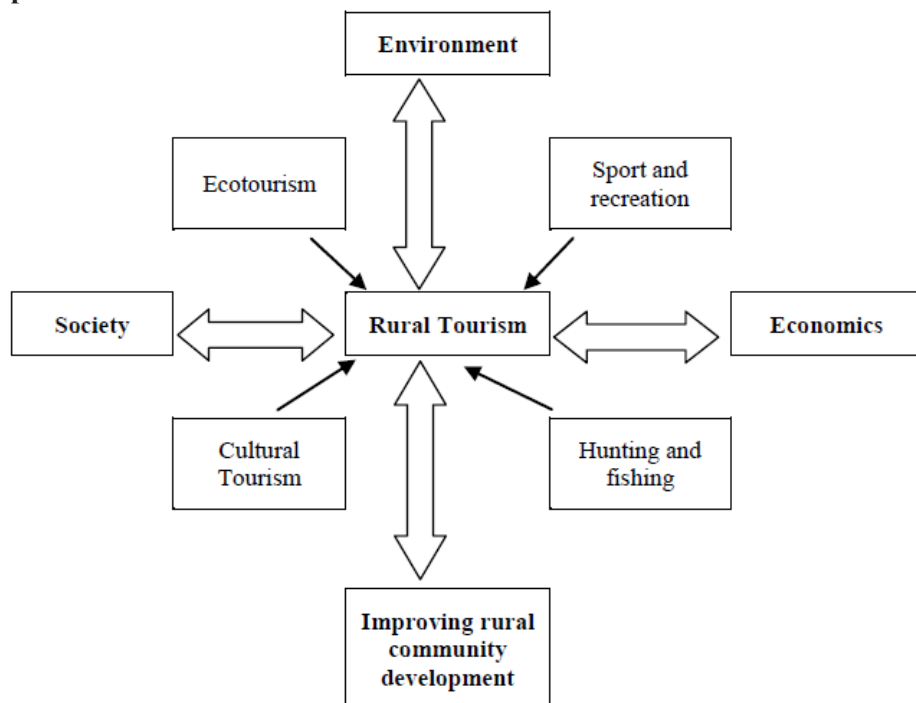 Environment
Ecotourism
Sport and
recreation
Society
Rural Tourism
Economics
Cultural
Tourism
Hunting and
fishing
Improving rural
community
development